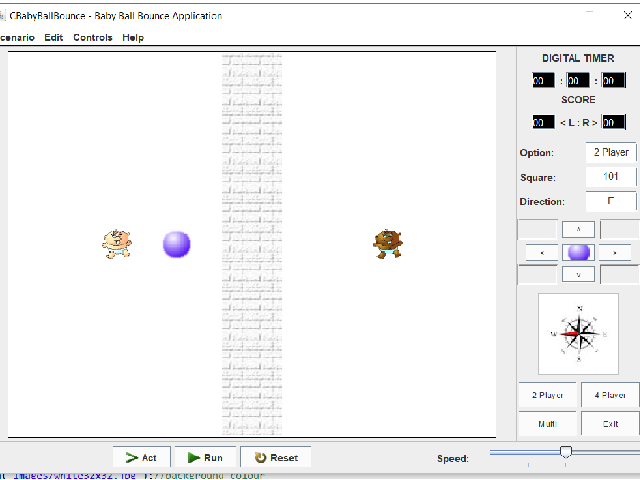 CBabyBallBounce - Baby Ball Bounce Application
cenario Edit Controls Help
DIGITAL TIMER
00 : 00 : 00
SCORE
00 < L : R > 00
Option: 2 Player
Square: 101
Direction: E
^
< >
v
N
W E
S
2 Player 4 Player
Multi Exit
Act Run Reset Speed:
al images/white32x32.jpg");//background colour